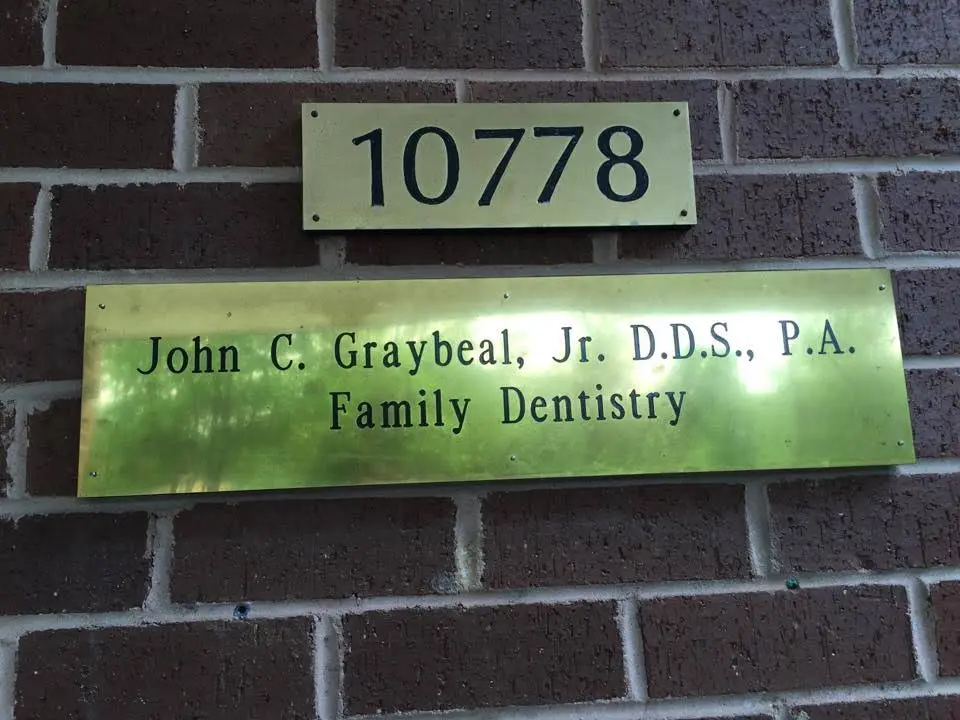 10778
John C. Graybeal, Jr. D.D.S., P.A.
Family Dentistry